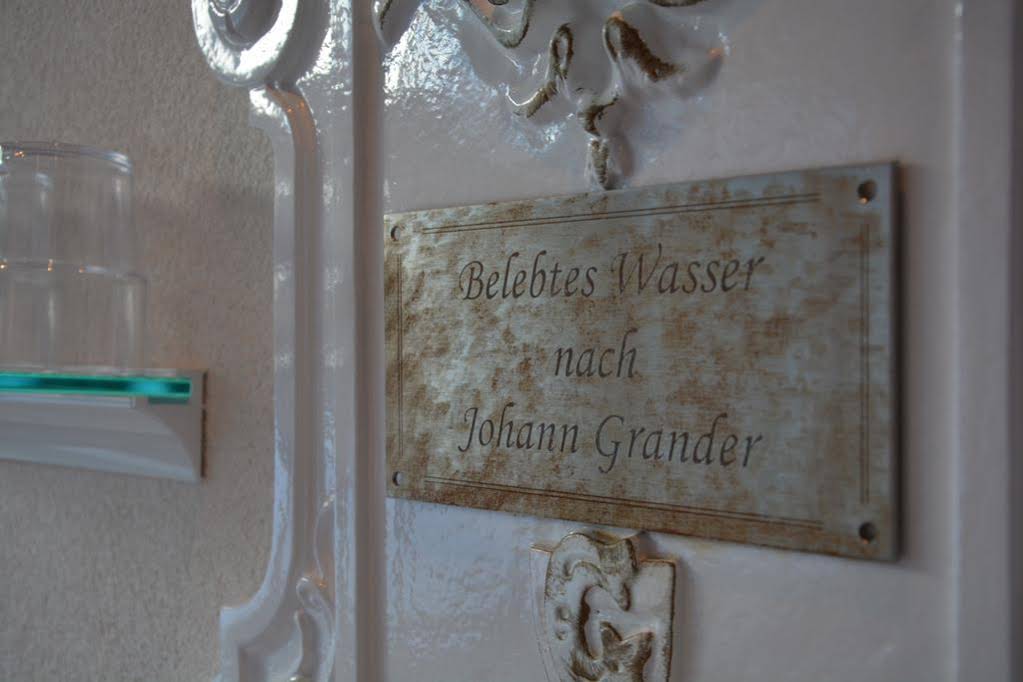 Belebtes Wasser
nach
Johann Grander